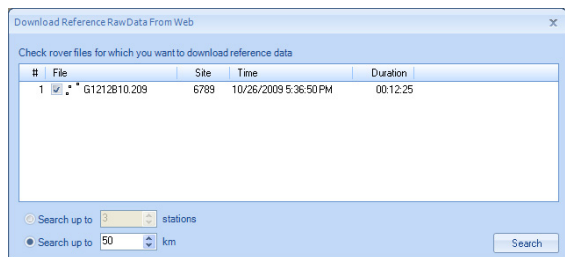 Download Reference RawData From Web
x
Check rover files for which you want to download reference data
# File Site Time Duration
1 G1212B10.209 6789 10/26/2009 5:36:50 PM 00:12:25
Search up to 3 stations
Search up to 50 km
Search